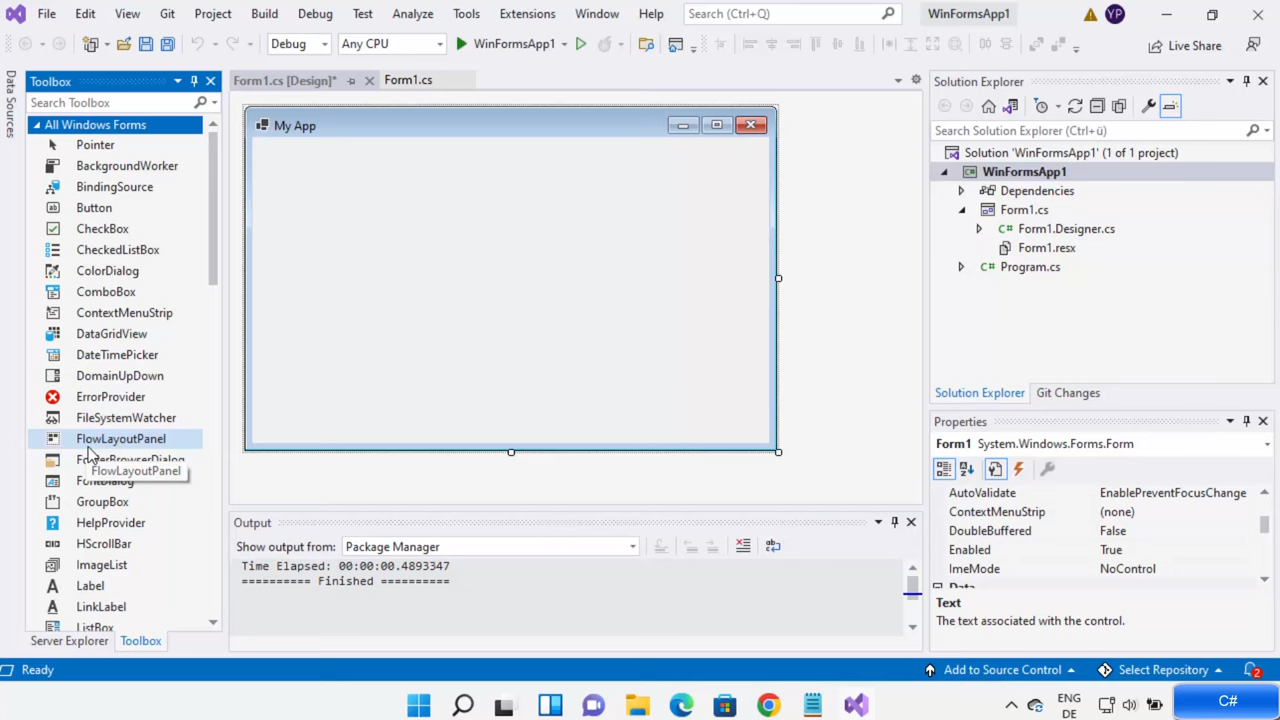 File Edit View Git Project Build Debug Test Analyze Tools Extensions Window Help Search (Ctrl+Q) WinFormsApp1 YP
Debug Any CPU WinFormsApp1 Live Share
Data Sources
Toolbox
Search Toolbox
All Windows Forms
Pointer
BackgroundWorker
BindingSource
Button
CheckBox
CheckedListBox
ColorDialog
ComboBox
ContextMenuStrip
DataGridView
DateTimePicker
DomainUpDown
ErrorProvider
FileSystemWatcher
FlowLayoutPanel
FolderBrowserDialog
FlowLayoutPanel
FontDialog
GroupBox
HelpProvider
HScrollBar
ImageList
Label
LinkLabel
ListBox
Server Explorer Toolbox
Form1.cs [Design]* Form1.cs
My App
Output
Show output from: Package Manager
Time Elapsed: 00:00:00.4893347
========== Finished ==========
Solution Explorer
Search Solution Explorer (Ctrl+ü)
Solution 'WinFormsApp1' (1 of 1 project)
C# WinFormsApp1
Dependencies
Form1.cs
C# Form1.Designer.cs
Form1.resx
C# Program.cs
Solution Explorer Git Changes
Properties
Form1 System.Windows.Forms.Form
AutoValidate EnablePreventFocusChange
ContextMenuStrip (none)
DoubleBuffered False
Enabled True
ImeMode NoControl
Data
Text
The text associated with the control.
Ready Add to Source Control Select Repository 2
ENG
DE
C#